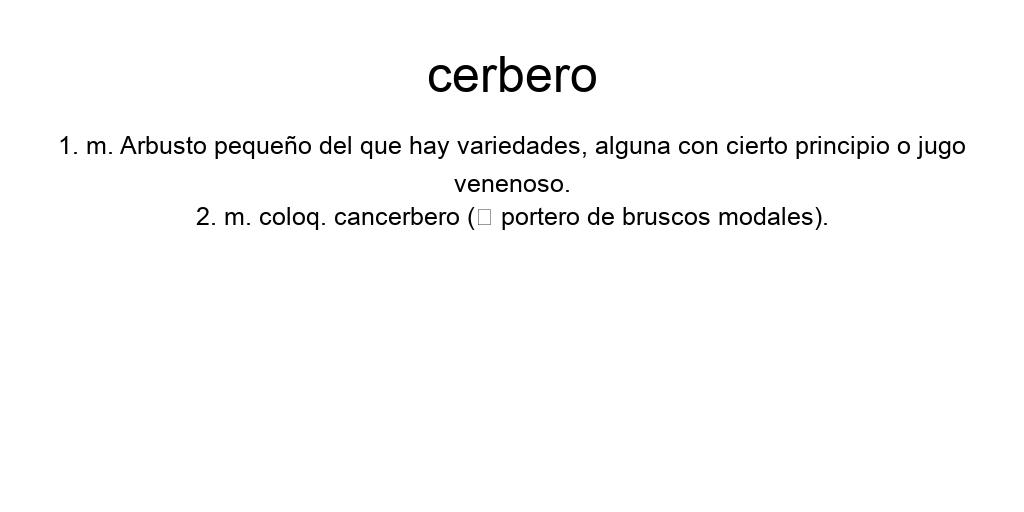 cerbero
1. m. Arbusto pequeño del que hay variedades, alguna con cierto principio o jugo
venenoso.
2. m. coloq. cancerbero (▯ portero de bruscos modales).